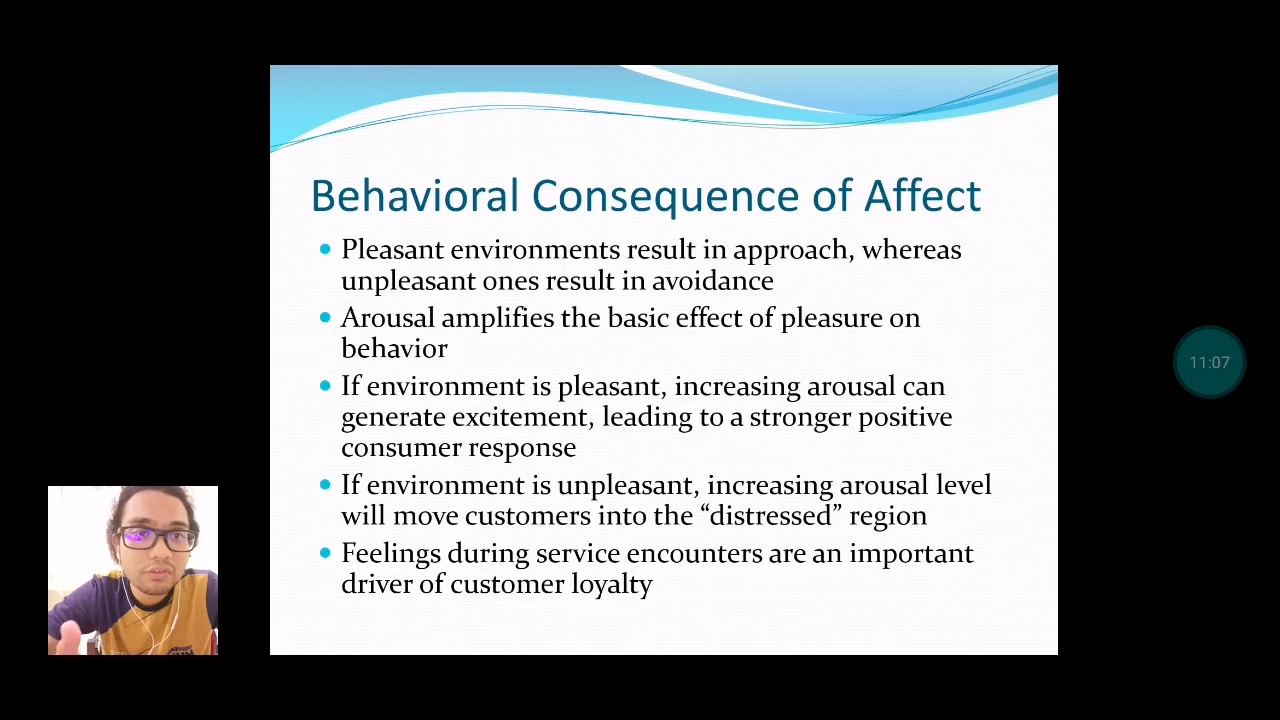 Behavioral Consequence of Affect
Pleasant environments result in approach, whereas
unpleasant ones result in avoidance
Arousal amplifies the basic effect of pleasure on
behavior
If environment is pleasant, increasing arousal can
generate excitement, leading to a stronger positive
consumer response
If environment is unpleasant, increasing arousal level
will move customers into the “distressed” region
Feelings during service encounters are an important
driver of customer loyalty
11:07